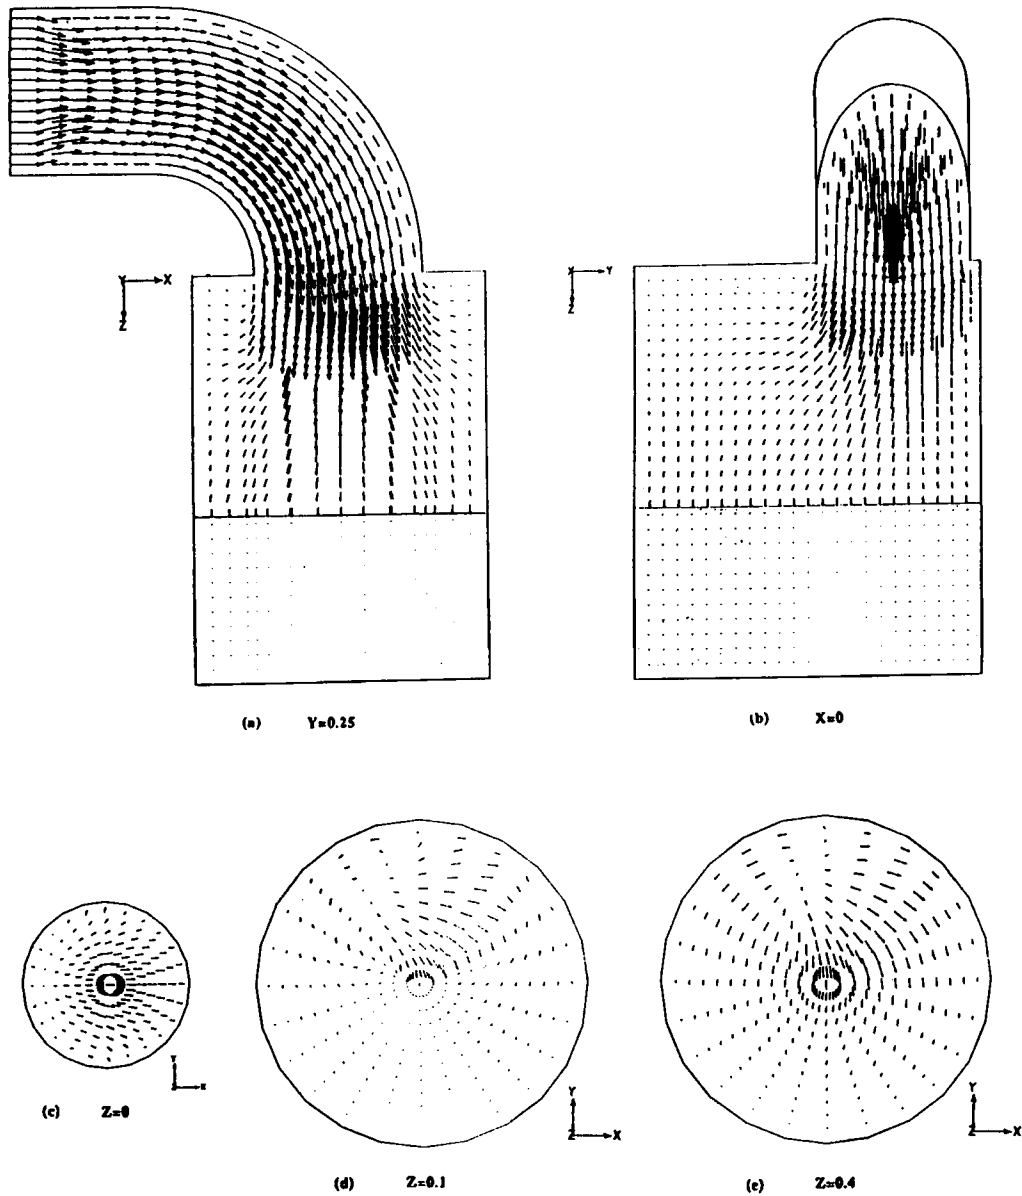 Y X
Z
X Y
Z
(a) Y=0.25
(b) X=0
Y
Z X
(c) Z=0
Y
Z X
(d) Z=0.1
Y
Z X
(e) Z=0.4